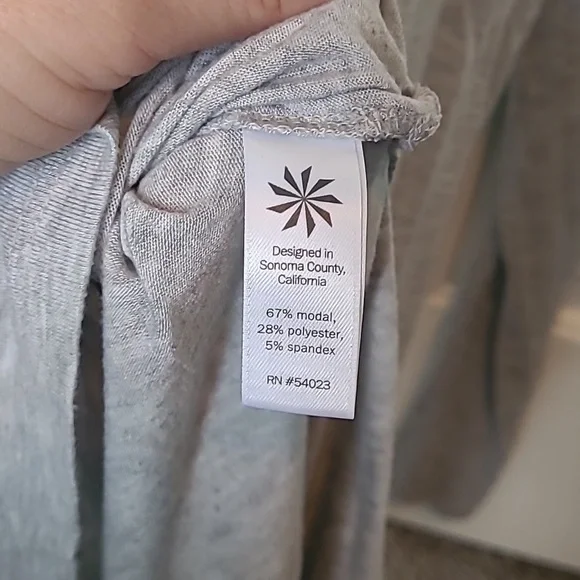 Designed in
Sonoma County,
California
67% modal,
28% polyester,
5% spandex
RN #54023